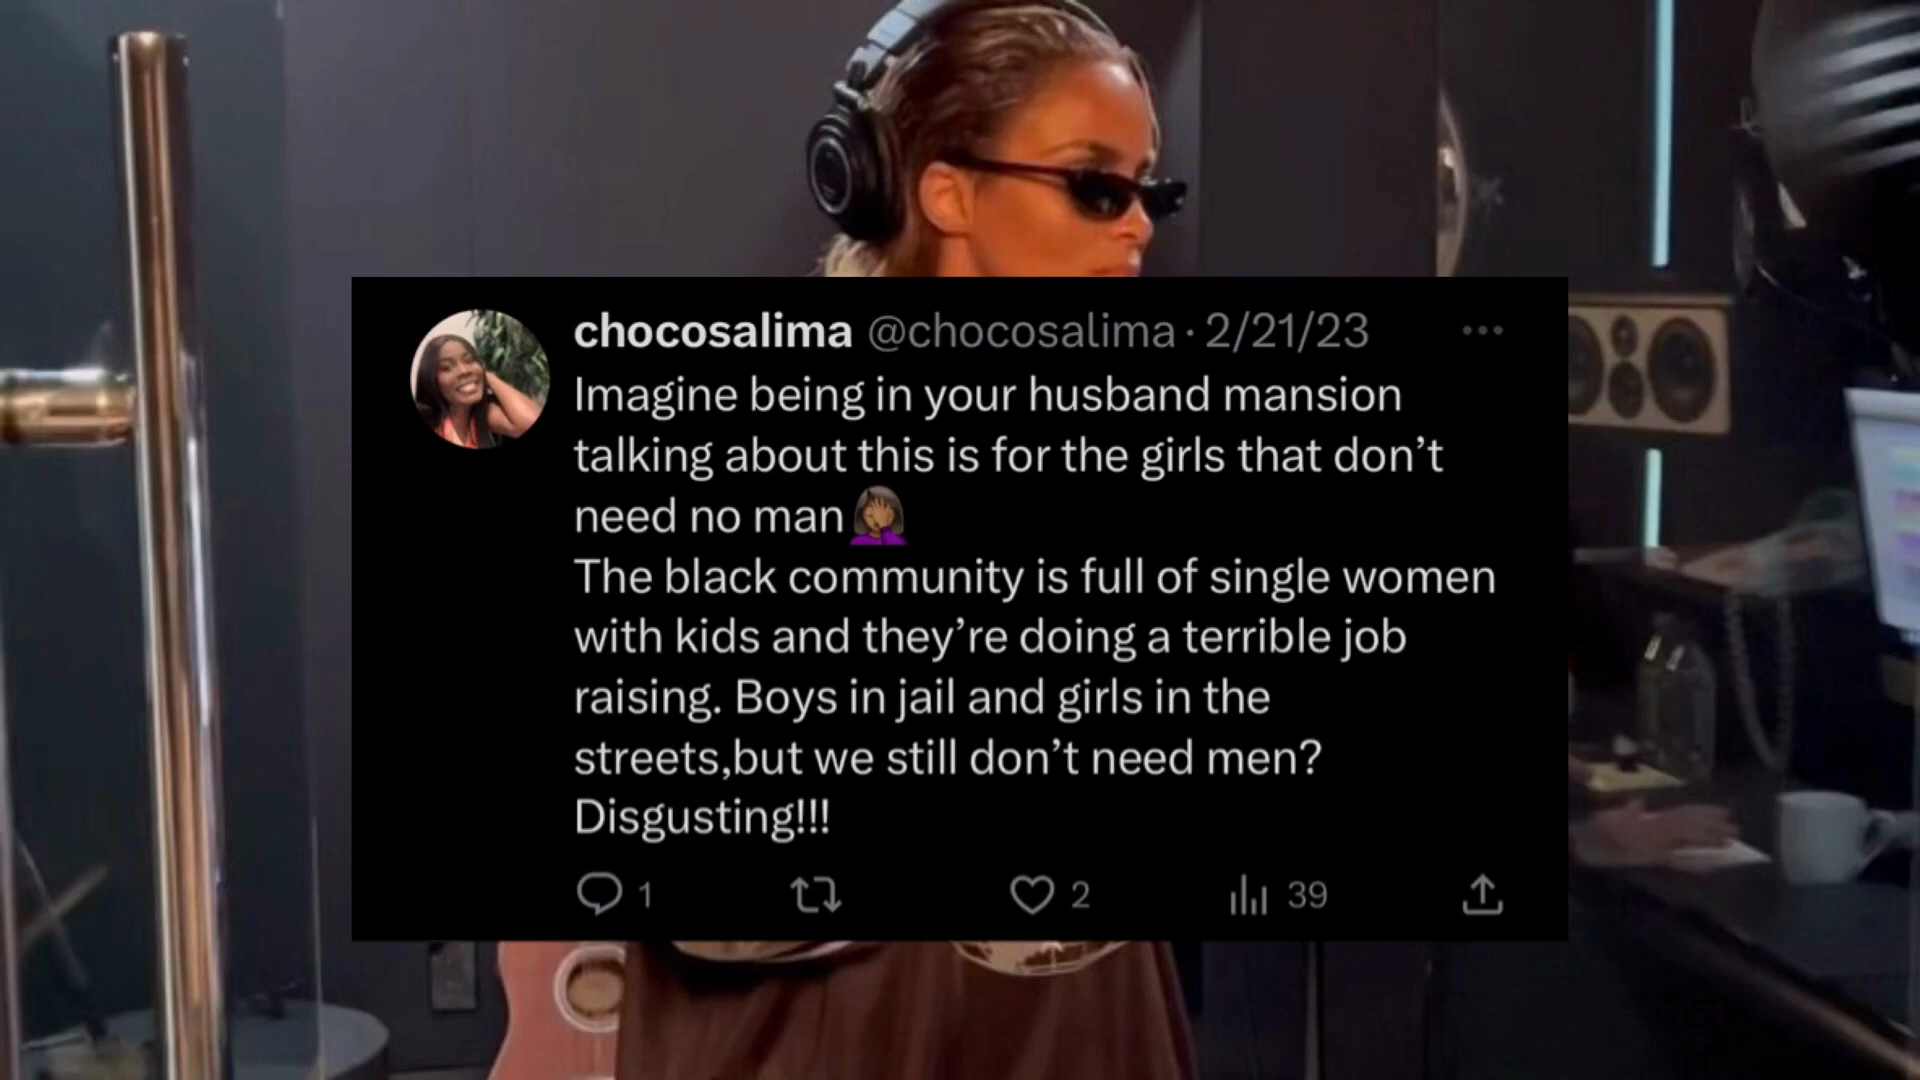 chocosalima @chocosalima · 2/21/23
Imagine being in your husband mansion
talking about this is for the girls that don’t
need no man🤦🏾‍♀️
The black community is full of single women
with kids and they’re doing a terrible job
raising. Boys in jail and girls in the
streets,but we still don’t need men?
Disgusting!!!
1 2 39